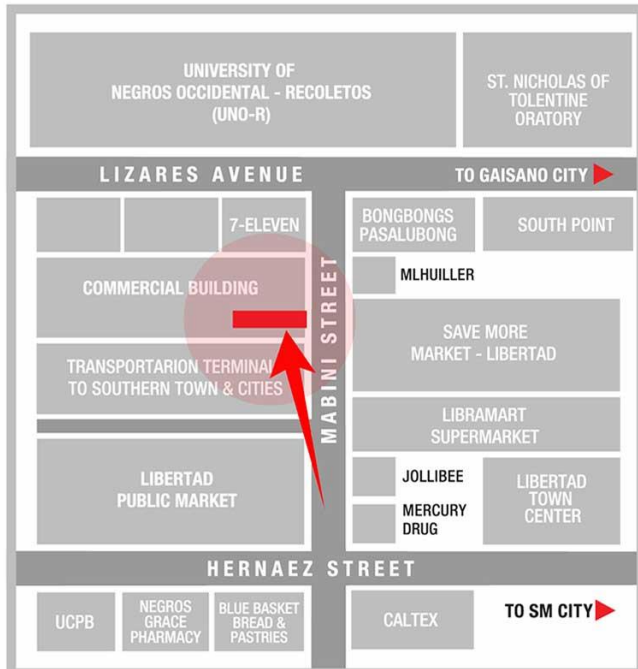 UNIVERSITY OF
NEGROS OCCIDENTAL - RECOLETOS
(UNO-R)
ST. NICHOLAS OF
TOLENTINE
ORATORY
LIZARES AVENUE
TO GAISANO CITY
7-ELEVEN
BONGBONGS
PASALUBONG
SOUTH POINT
MLHUILLER
COMMERCIAL BUILDING
MABINI STREET
SAVE MORE
MARKET - LIBERTAD
TRANSPORTARION TERMINAL
TO SOUTHERN TOWN & CITIES
LIBRAMART
SUPERMARKET
LIBERTAD
PUBLIC MARKET
JOLLIBEE
MERCURY
DRUG
LIBERTAD
TOWN
CENTER
HERNAEZ STREET
UCPB
NEGROS
GRACE
PHARMACY
BLUE BASKET
BREAD &
PASTRIES
CALTEX
TO SM CITY